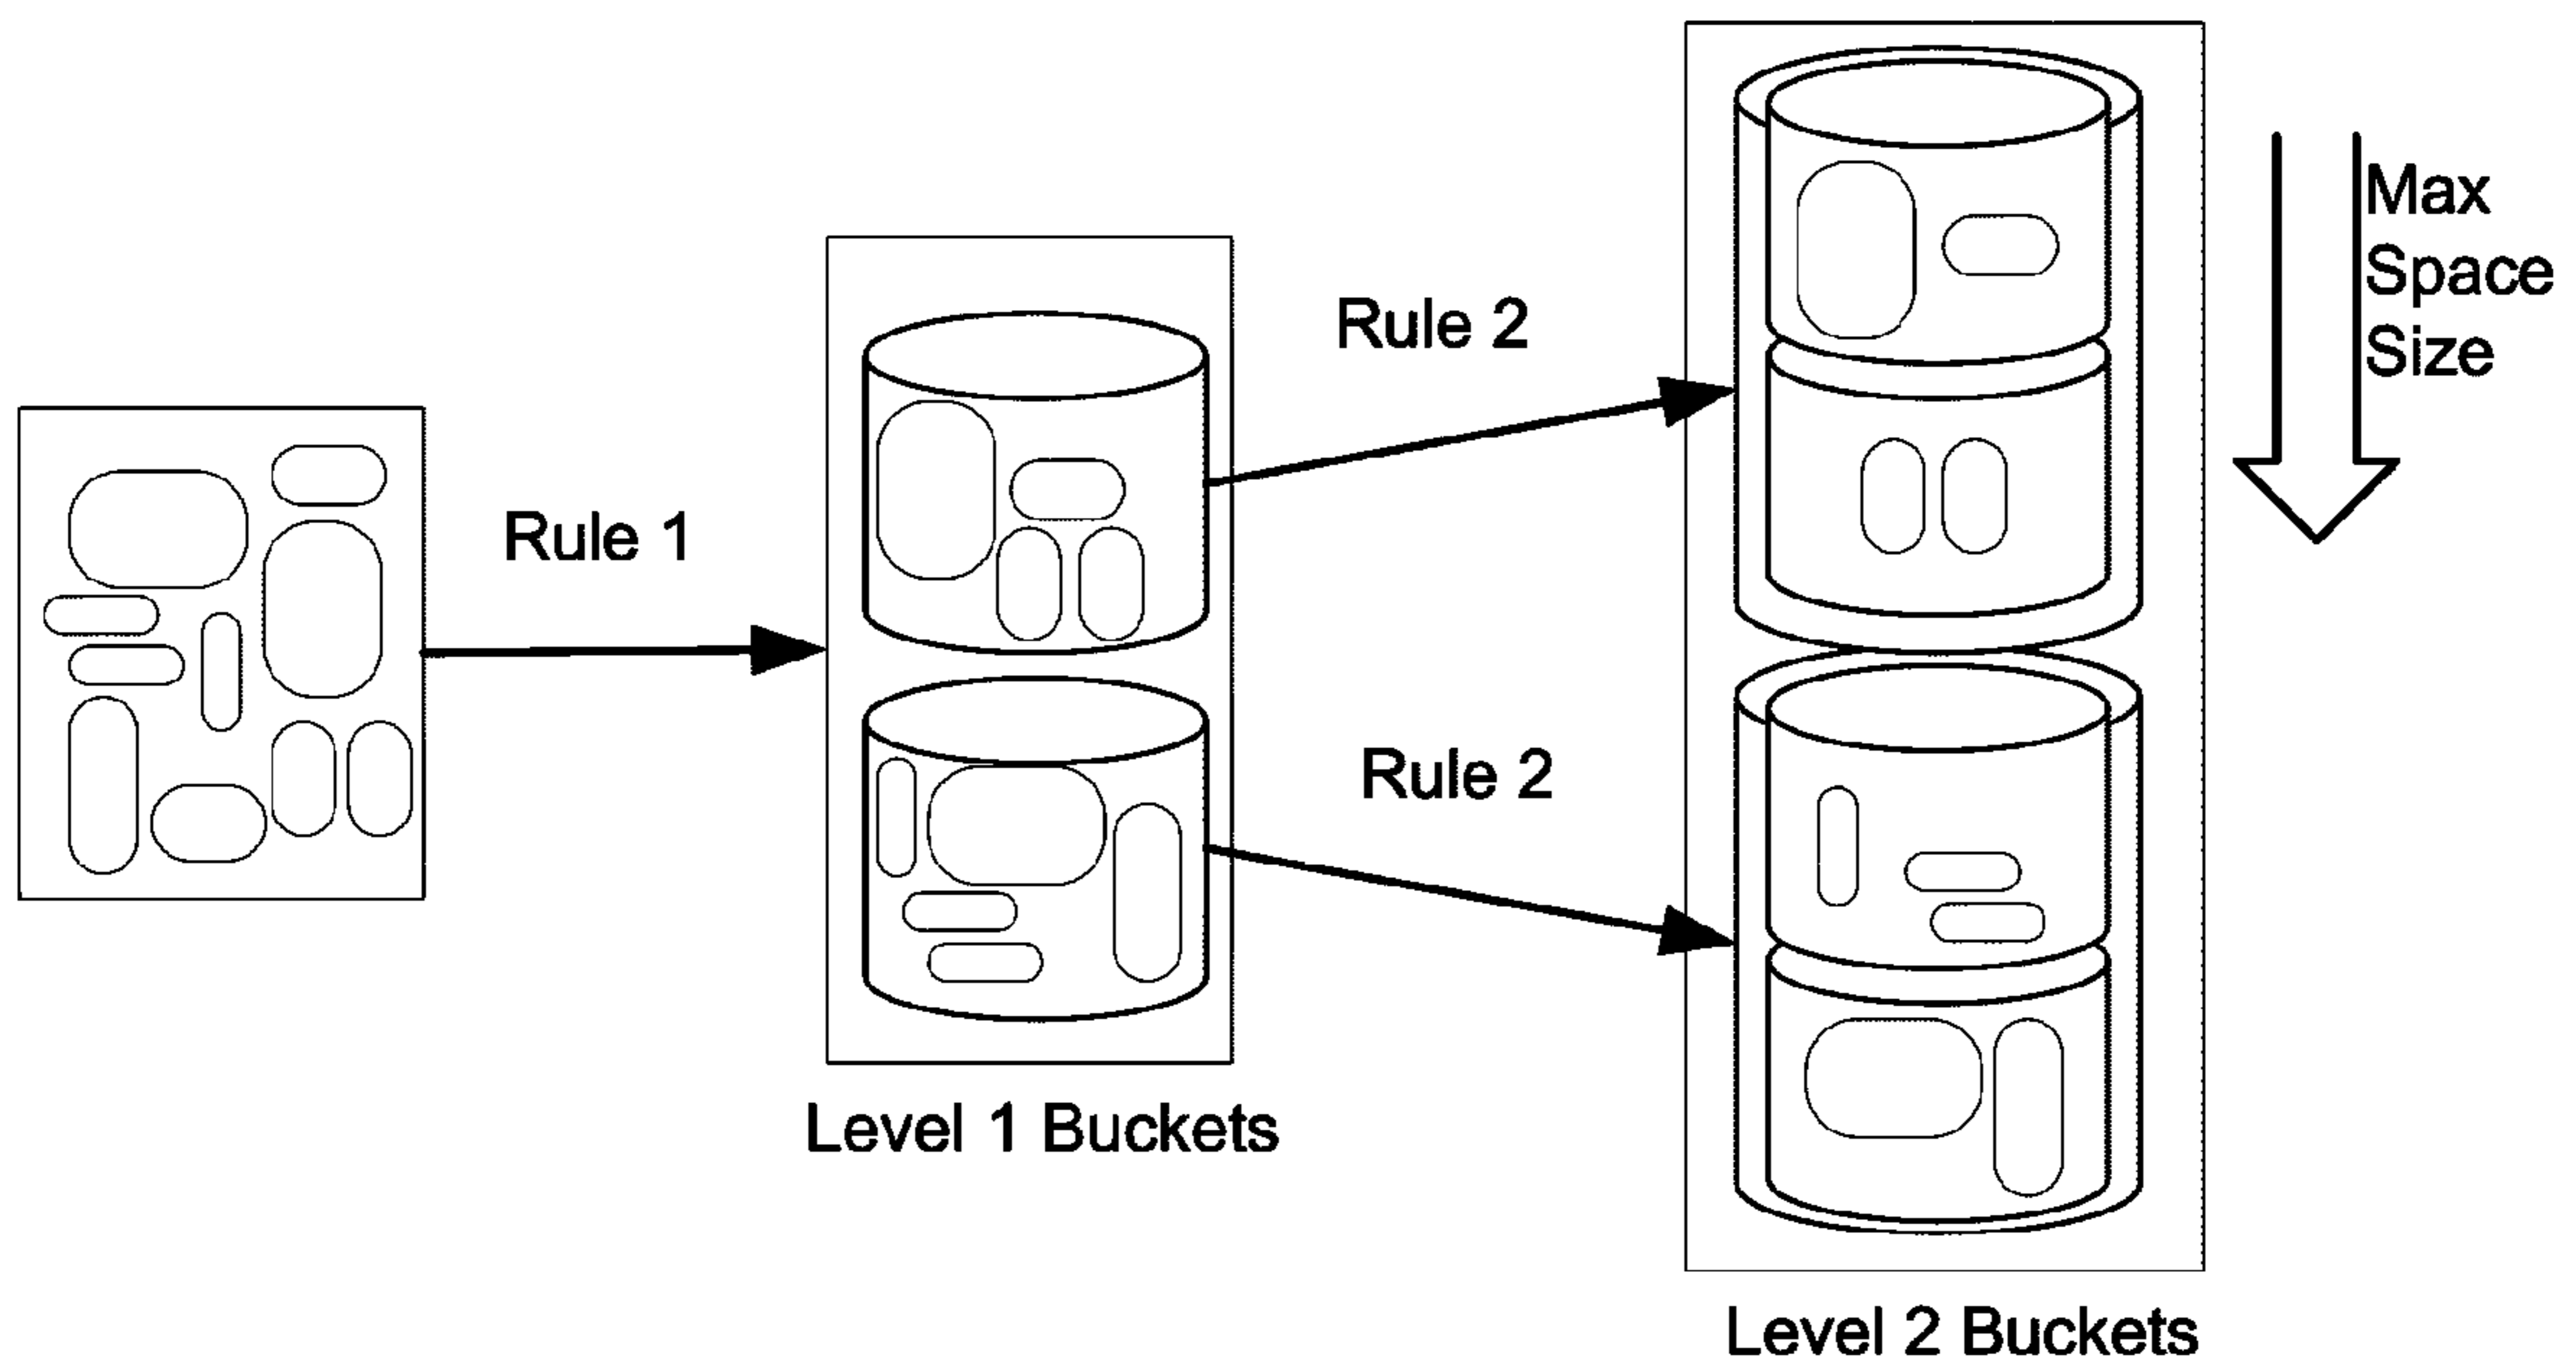 Rule 1
Level 1 Buckets
Rule 2
Rule 2
Level 2 Buckets
Max
Space
Size